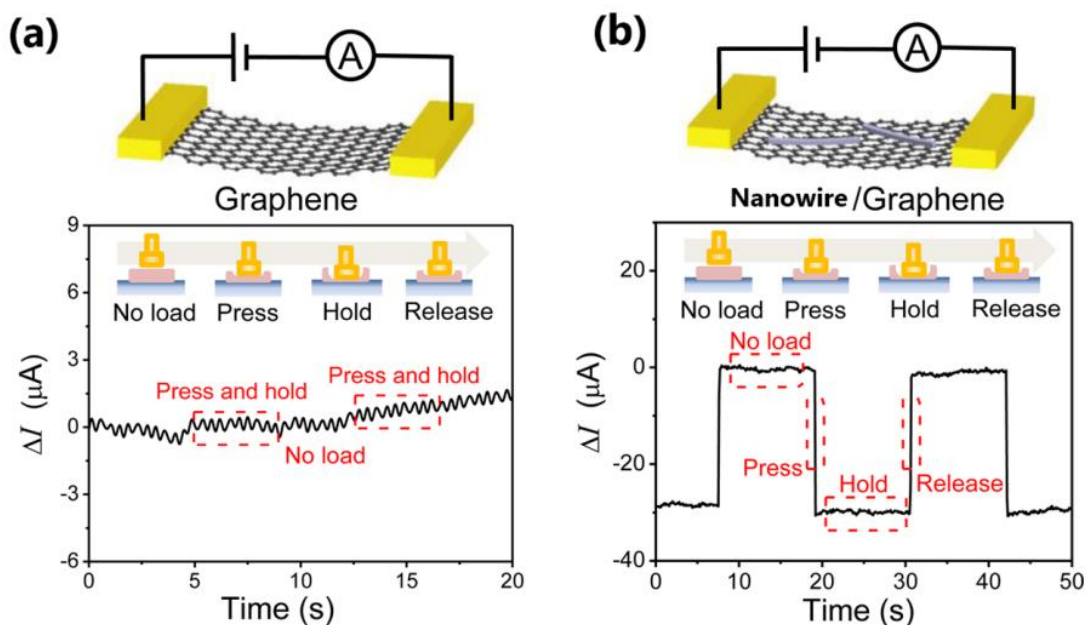 (a)
A
Graphene
9
6
3
0
-3
-6
ΔI (μA)
No load Press Hold Release
Press and hold
Press and hold
No load
0 5 10 15 20
Time (s)
(b)
A
Nanowire/Graphene
20
0
-20
-40
ΔI (μA)
No load Press Hold Release
No load
Press
Hold
Release
0 10 20 30 40 50
Time (s)